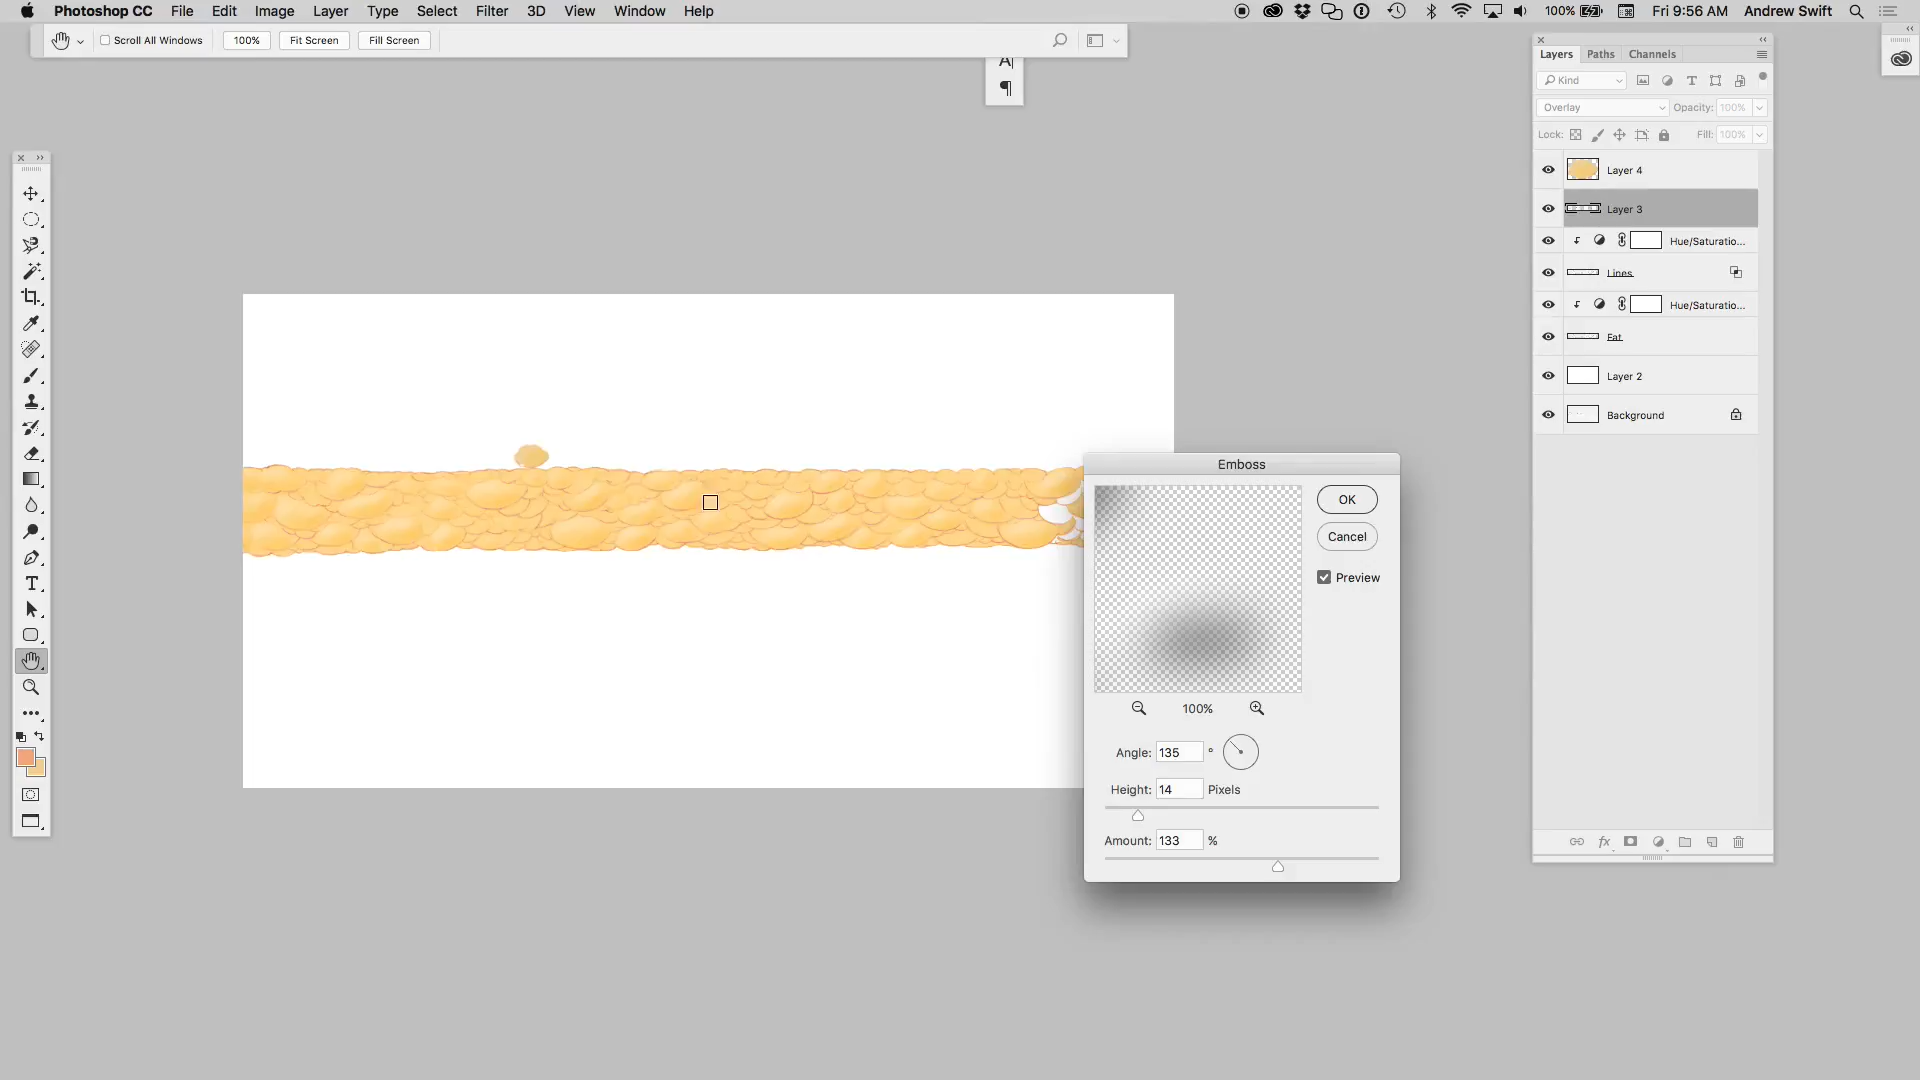 Photoshop CC File Edit Image Layer Type Select Filter 3D View Window Help 100% Fri 9:56 AM Andrew Swift
Scroll All Windows 100% Fit Screen Fill Screen
A
¶
Layers Paths Channels
Kind
Overlay Opacity: 100%
Lock: Fill: 100%
Layer 4
Layer 3
Hue/Saturatio...
Lines
Hue/Saturatio...
Fat
Layer 2
Background
fx
T
Emboss
OK
Cancel
Preview
100%
Angle: 135 °
Height: 14 Pixels
Amount: 133 %